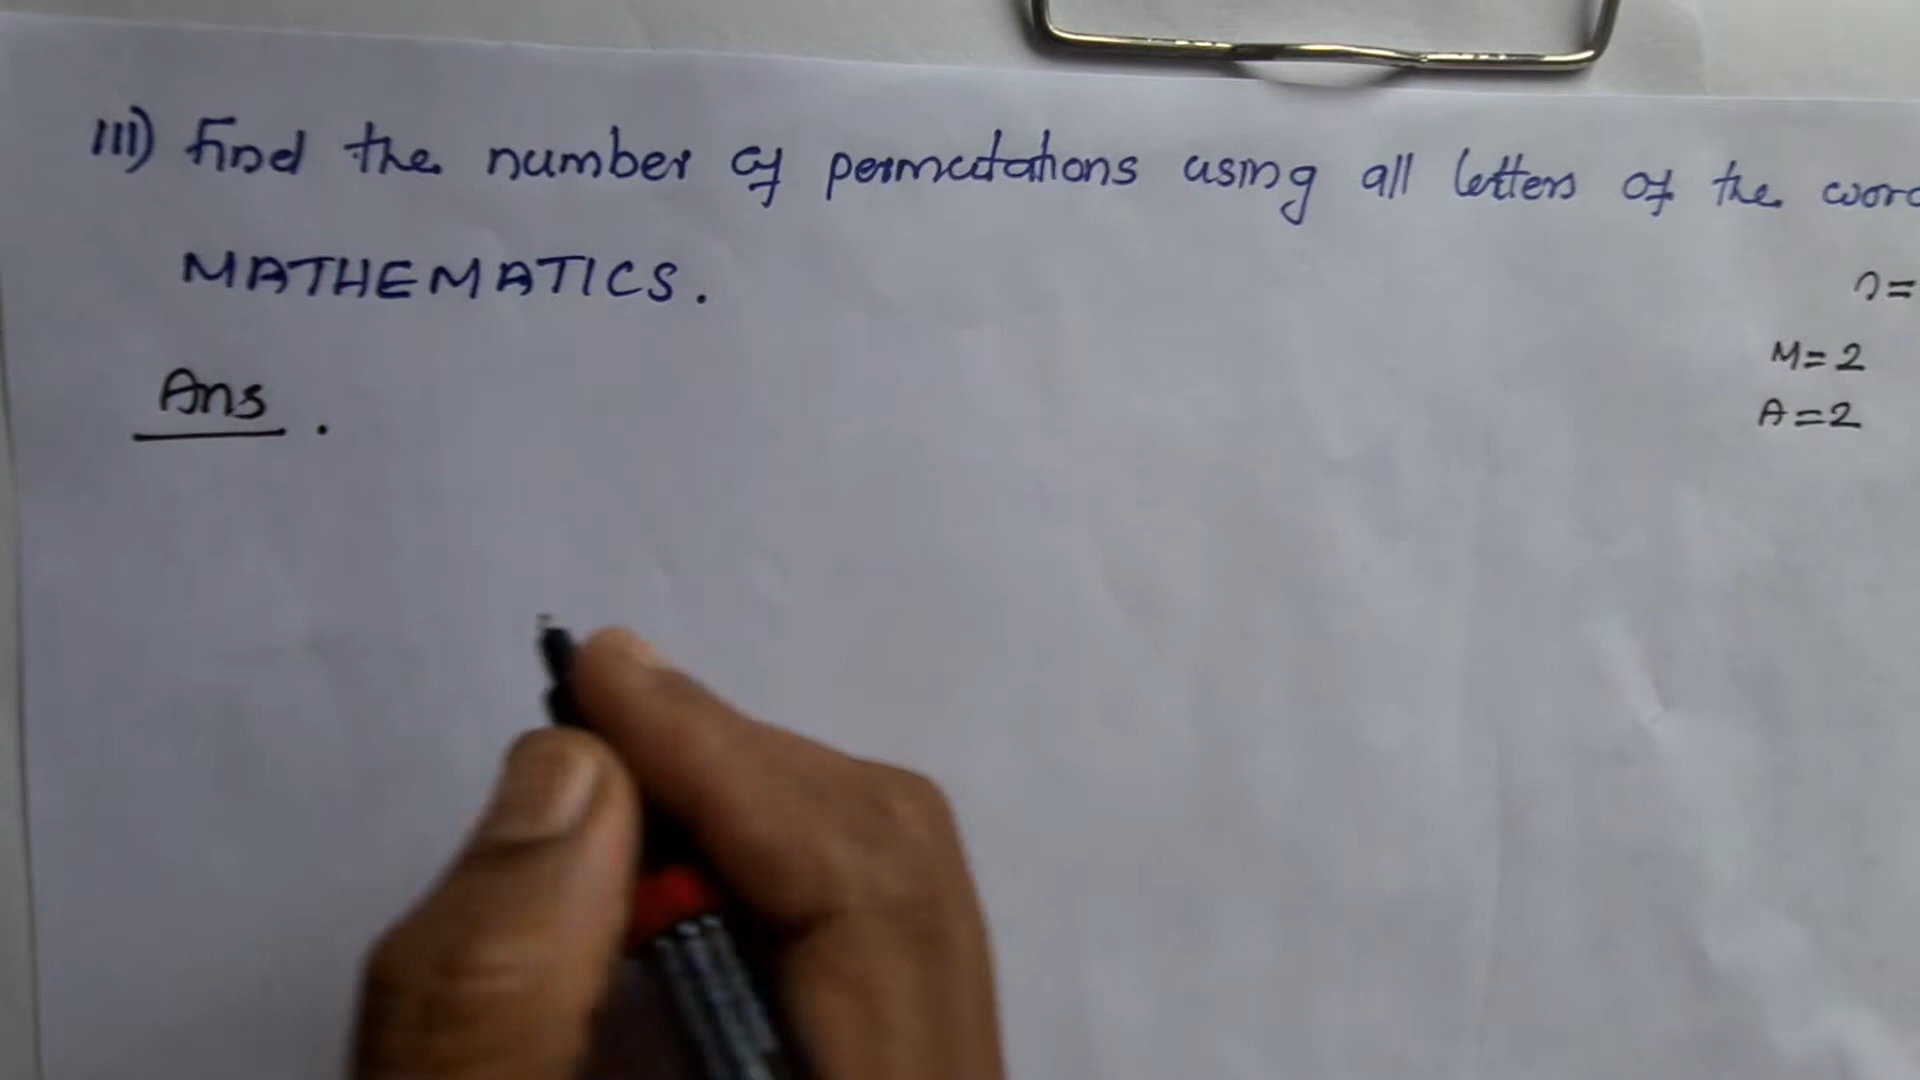 III) Find the number of permutations using all letters of the
MATHEMATICS.
n=
M=2
A=2
Ans.